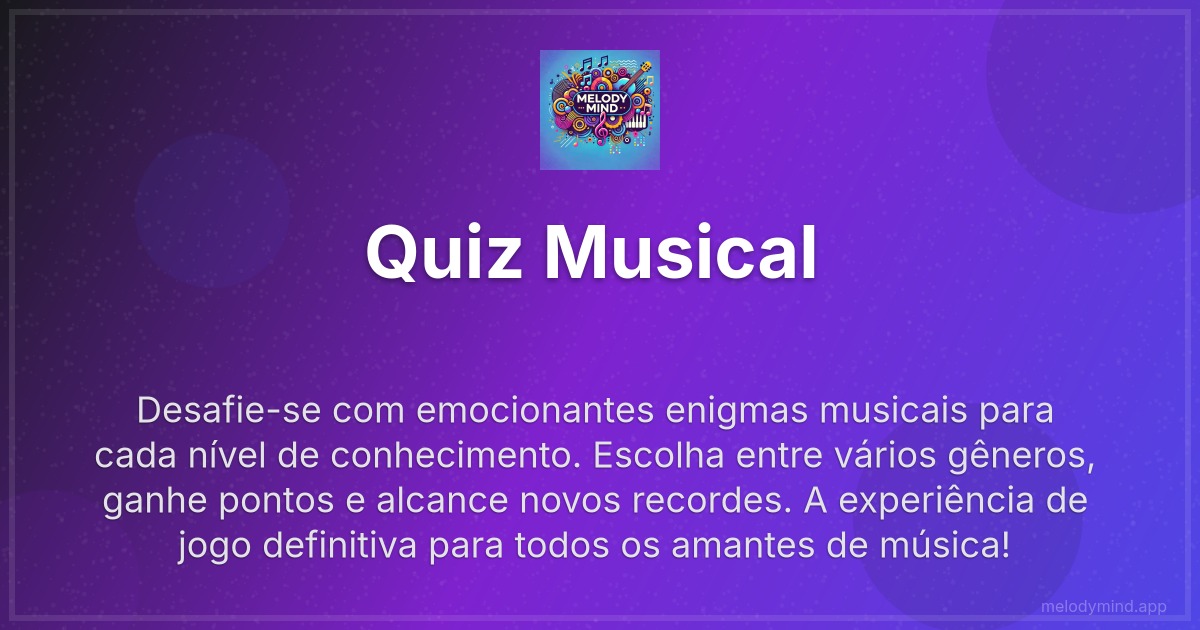 MELODY
MIND
Quiz Musical
Desafie-se com emocionantes enigmas musicais para
cada nível de conhecimento. Escolha entre vários gêneros,
ganhe pontos e alcance novos recordes. A experiência de
jogo definitiva para todos os amantes de música!
melodymind.app